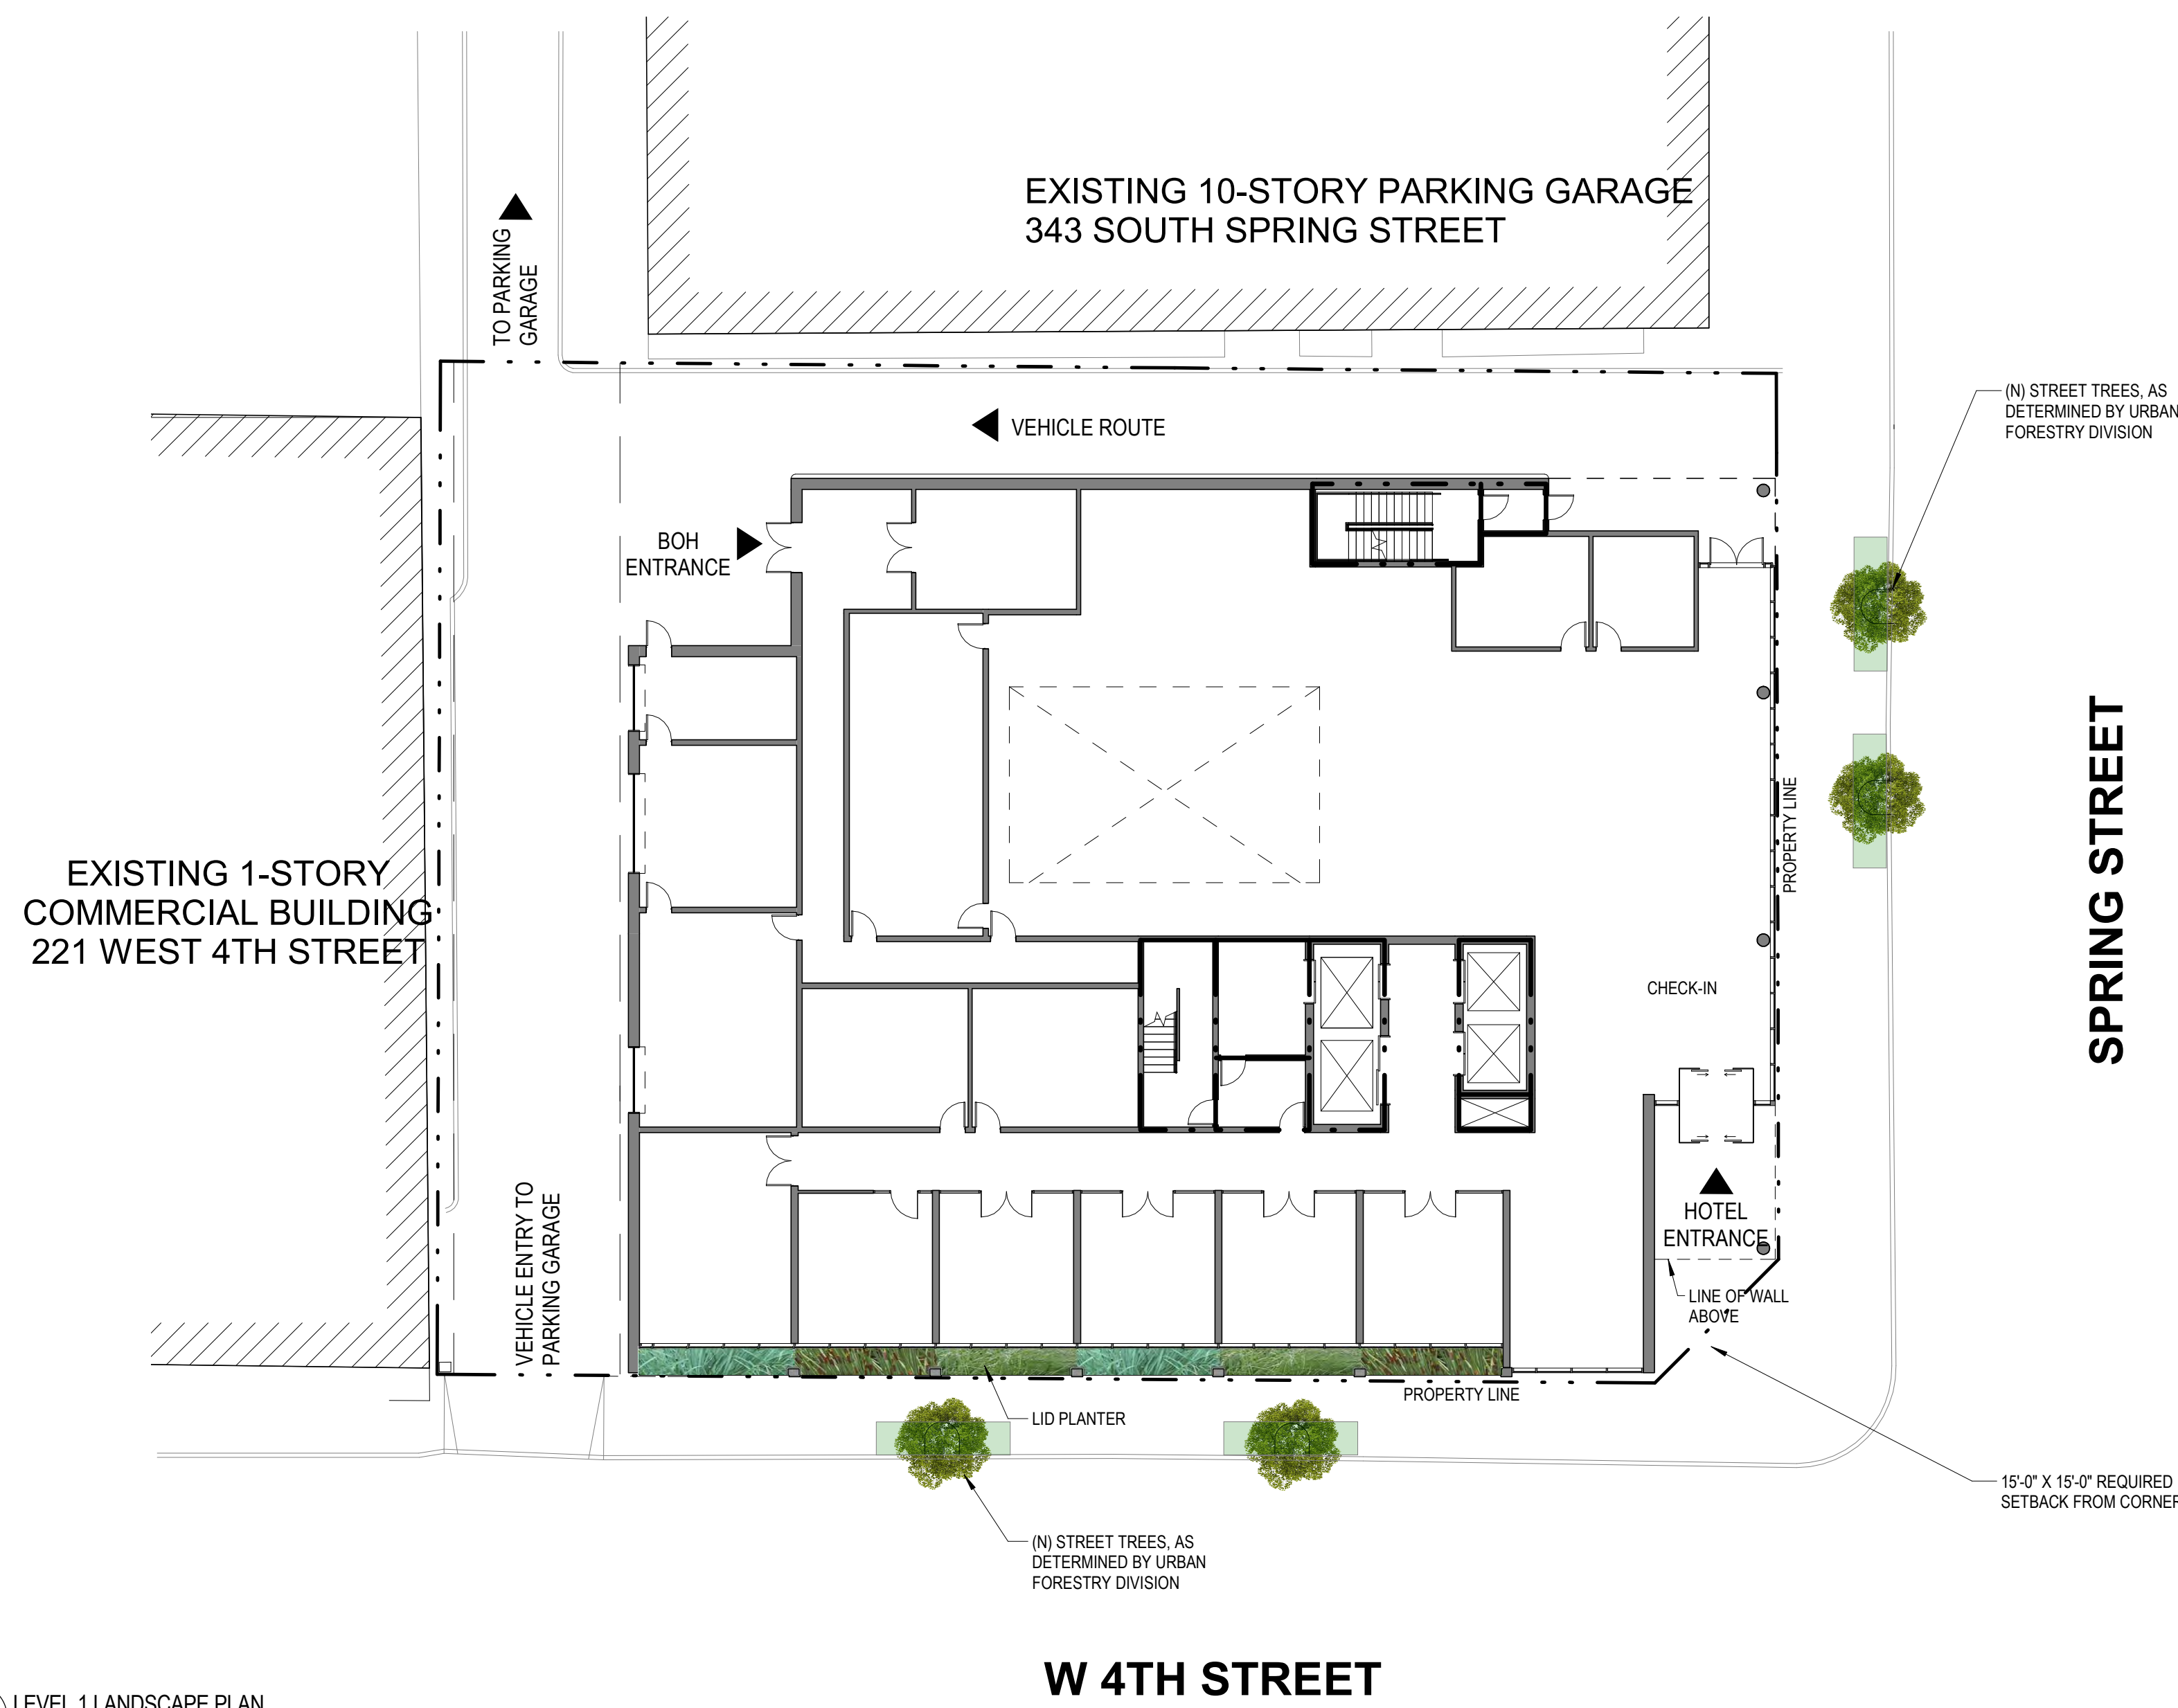 EXISTING 10-STORY PARKING GARAGE
343 SOUTH SPRING STREET
TO PARKING
GARAGE
(N) STREET TREES, AS
DETERMINED BY URBAN
FORESTRY DIVISION
VEHICLE ROUTE
BOH
ENTRANCE
SPRING STREET
PROPERTY LINE
EXISTING 1-STORY
COMMERCIAL BUILDING
221 WEST 4TH STREET
CHECK-IN
HOTEL
ENTRANCE
VEHICLE ENTRY TO
PARKING GARAGE
LINE OF WALL
ABOVE
PROPERTY LINE
LID PLANTER
15'-0" X 15'-0" REQUIRED
SETBACK FROM CORNER
(N) STREET TREES, AS
DETERMINED BY URBAN
FORESTRY DIVISION
W 4TH STREET
LEVEL 1 LANDSCAPE PLAN